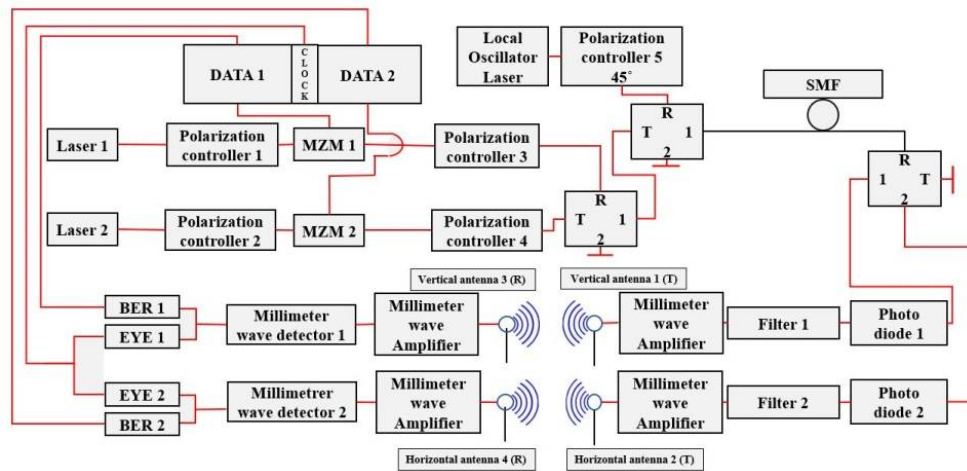 DATA 1
CLOCK
DATA 2
Local
Oscillator
Laser
Polarization
controller 5
45°
SMF
R
T
1
2
Laser 1
Polarization
controller 1
MZM 1
Polarization
controller 3
R
1
T
2
Laser 2
Polarization
controller 2
MZM 2
Polarization
controller 4
R
T
1
2
Vertical antenna 3 (R)
Vertical antenna 1 (T)
BER 1
EYE 1
Millimeter
wave detector 1
Millimeter
wave
Amplifier
Millimeter
wave
Amplifier
Filter 1
Photo
diode 1
EYE 2
BER 2
Millimetrer
wave detector 2
Millimeter
wave
Amplifier
Millimeter
wave
Amplifier
Filter 2
Photo
diode 2
Horizontal antenna 4 (R)
Horizontal antenna 2 (T)